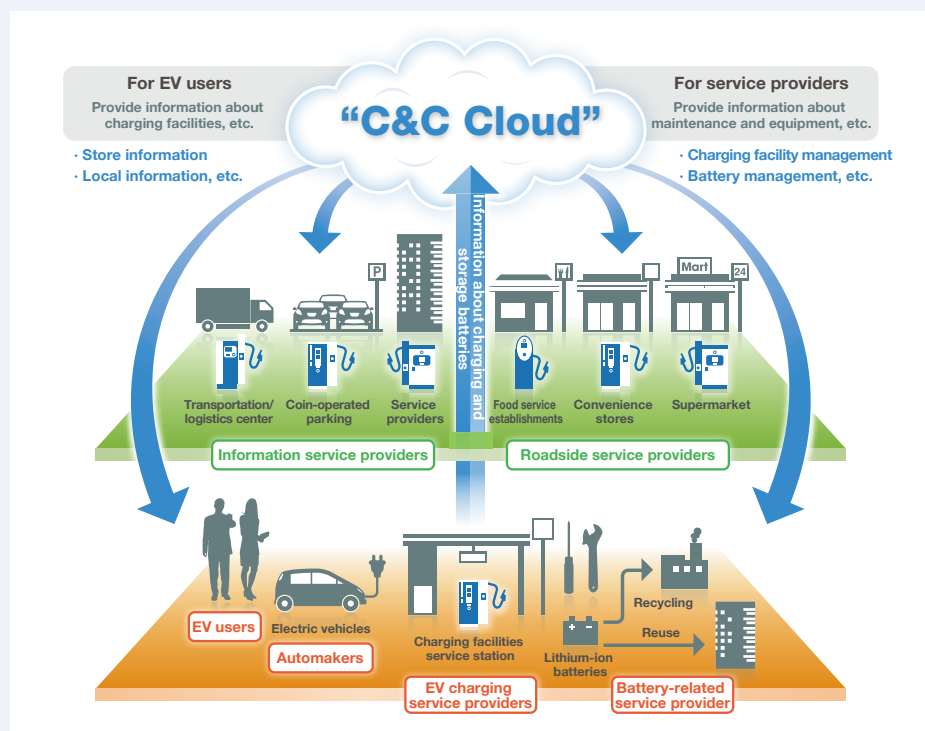 For EV users
Provide information about
charging facilities, etc.
· Store information
· Local information, etc.
“C&C Cloud”
For service providers
Provide information about
maintenance and equipment, etc.
· Charging facility management
· Battery management, etc.
Information about charging and
storage batteries
P
Mart
24
Transportation/
logistics center
Coin-operated
parking
Service
providers
Food service
establishments
Convenience
stores
Supermarket
Information service providers
Roadside service providers
EV users
Electric vehicles
Automakers
Charging facilities
service station
EV charging
service providers
Lithium-ion
batteries
Recycling
Reuse
Battery-related
service provider